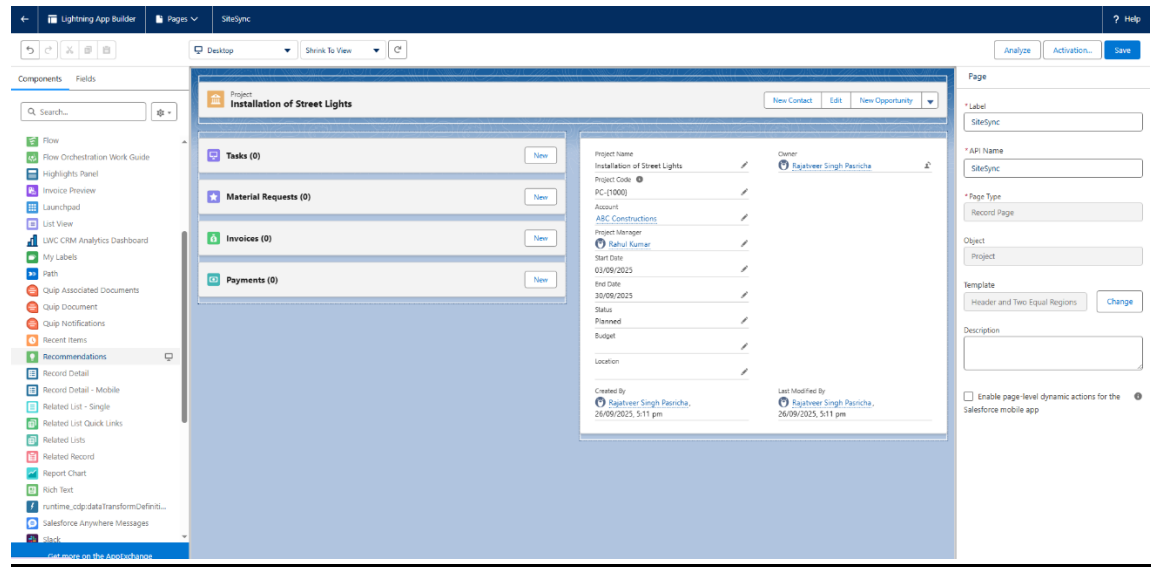 Lightning App Builder
Pages
SiteSync
? Help
Desktop
Shrink To View
Analyze
Activation...
Save
Components
Fields
Search...
Flow
Flow Orchestration Work Guide
Highlights Panel
Invoice Preview
Launchpad
List View
LWC CRM Analytics Dashboard
My Labels
Path
Quip Associated Documents
Quip Document
Quip Notifications
Recent Items
Recommendations
Record Detail
Record Detail - Mobile
Related List - Single
Related List Quick Links
Related Lists
Related Record
Report Chart
Rich Text
runtime_cdp:dataTransformDefiniti...
Salesforce Anywhere Messages
Slack
Get more on the AppExchange
Project
Installation of Street Lights
New Contact
Edit
New Opportunity
Tasks (0)
New
Material Requests (0)
New
Invoices (0)
New
Payments (0)
New
Project Name
Installation of Street Lights
Owner
Rajatveer Singh Pasricha
Project Code
PC-{1000}
Account
ABC Constructions
Project Manager
Rahul Kumar
Start Date
03/09/2025
End Date
30/09/2025
Status
Planned
Budget
Location
Created By
Rajatveer Singh Pasricha,
26/09/2025, 5:11 pm
Last Modified By
Rajatveer Singh Pasricha,
26/09/2025, 5:11 pm
Page
*Label
SiteSync
*API Name
SiteSync
*Page Type
Record Page
Object
Project
Template
Header and Two Equal Regions
Change
Description
Enable page-level dynamic actions for the
Salesforce mobile app